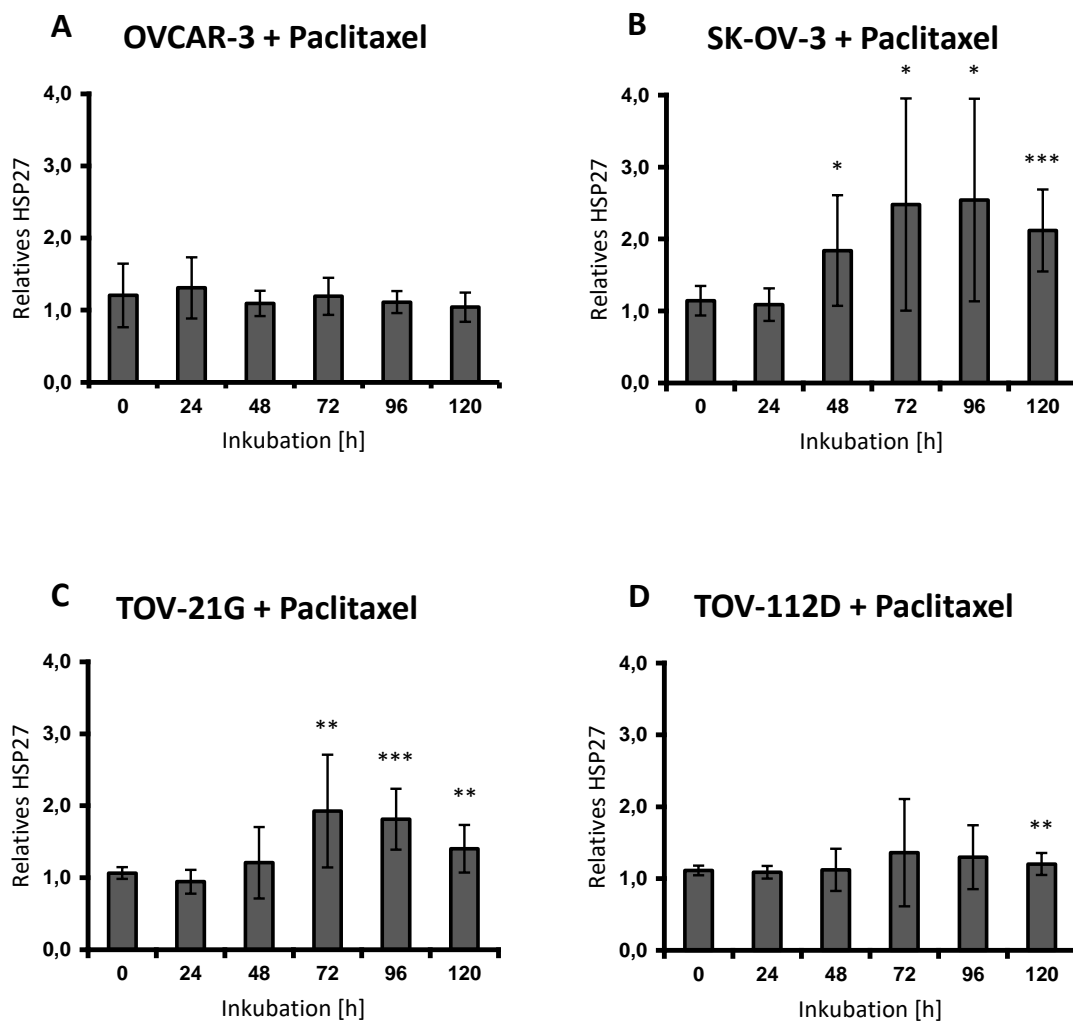 A
OVCAR-3 + Paclitaxel
4,0
3,0
2,0
1,0
0,0
Relatives HSP27
0 24 48 72 96 120
Inkubation [h]
B
SK-OV-3 + Paclitaxel
* * * ***
4,0
3,0
2,0
1,0
0,0
Relatives HSP27
0 24 48 72 96 120
Inkubation [h]
C
TOV-21G + Paclitaxel
** *** **
4,0
3,0
2,0
1,0
0,0
Relatives HSP27
0 24 48 72 96 120
Inkubation [h]
D
TOV-112D + Paclitaxel
**
4,0
3,0
2,0
1,0
0,0
Relatives HSP27
0 24 48 72 96 120
Inkubation [h]